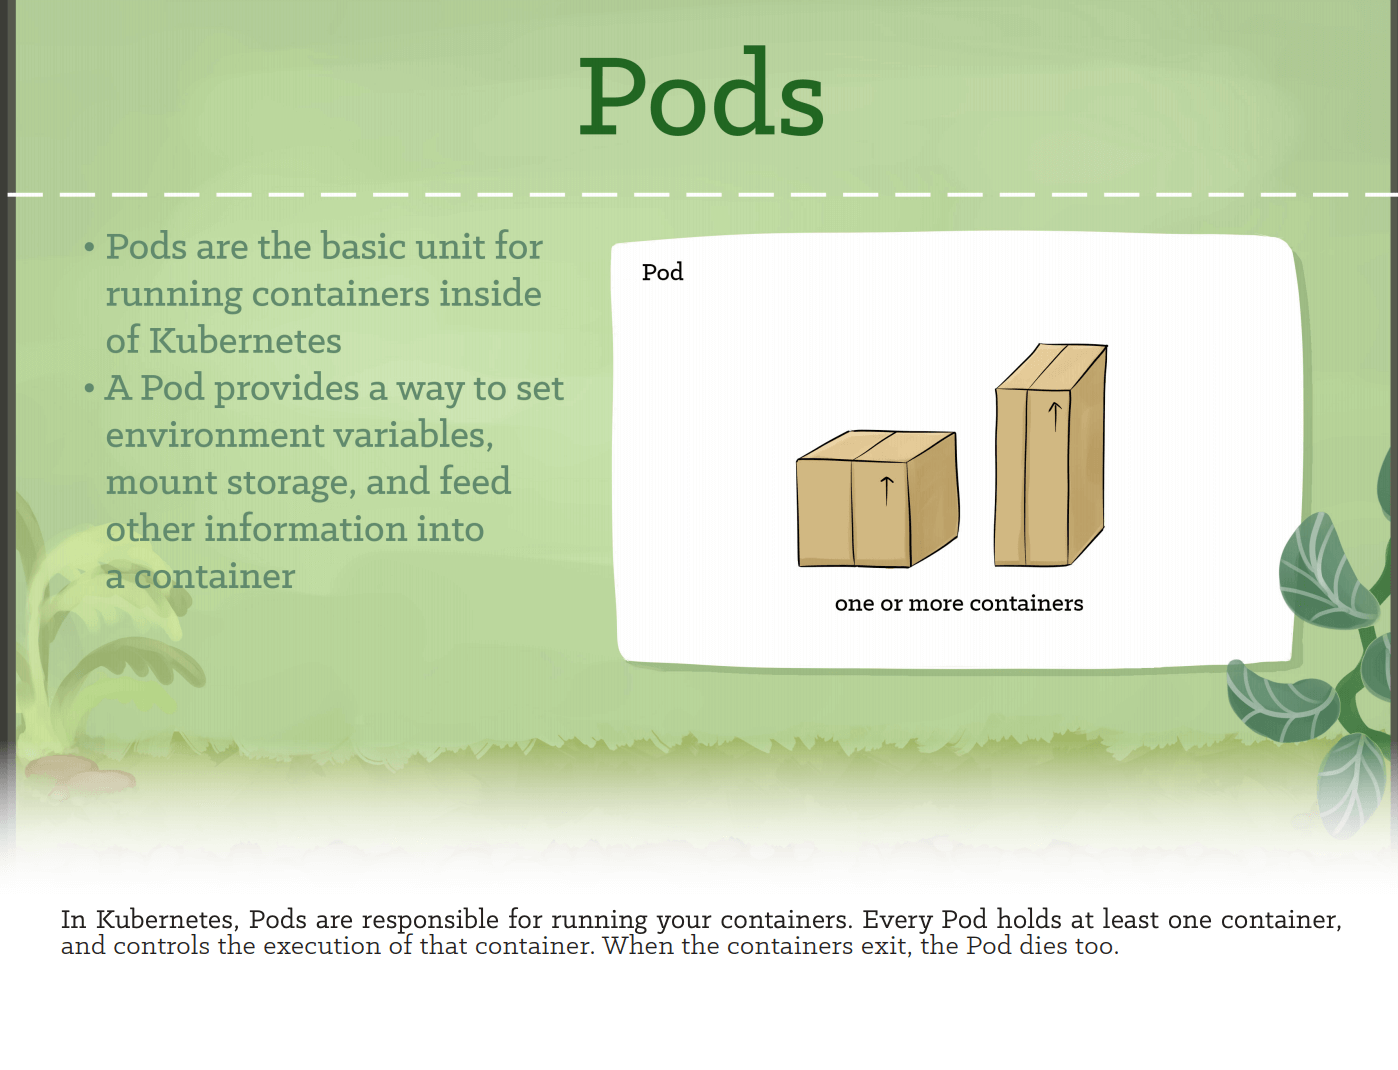 Pods
• Pods are the basic unit for
running containers inside
of Kubernetes
• A Pod provides a way to set
environment variables,
mount storage, and feed
other information into
a container
Pod
one or more containers
In Kubernetes, Pods are responsible for running your containers. Every Pod holds at least one container,
and controls the execution of that container. When the containers exit, the Pod dies too.